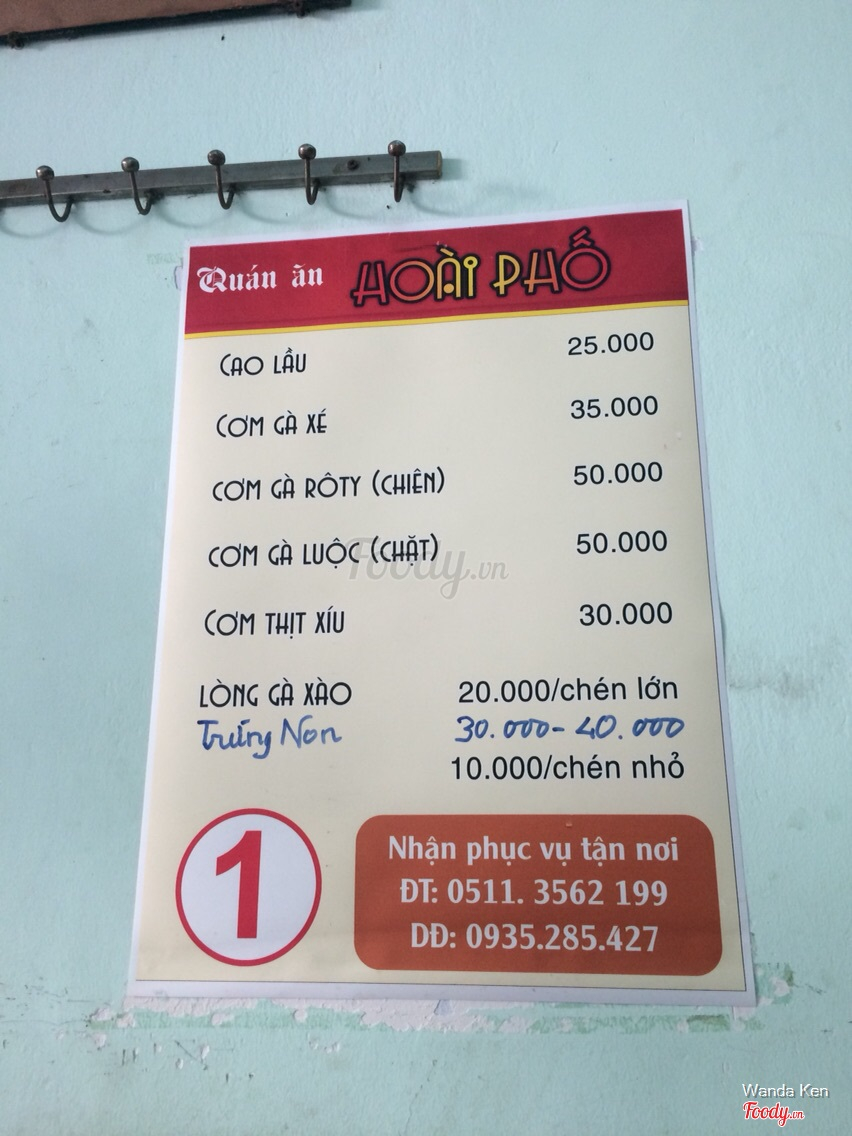 Quán ăn HOÀI PHỐ
CAO LẦU 25.000
CƠM GÀ XÉ 35.000
CƠM GÀ RÔTY (CHIÊN) 50.000
CƠM GÀ LUỘC (CHẶT) 50.000
Foody.vn
CƠM THỊT XÍU 30.000
LÒNG GÀ XÀO 20.000/chén lớn
Trứng Non 30.000 - 40.000
10.000/chén nhỏ
1
Nhận phục vụ tận nơi
ĐT: 0511. 3562 199
DĐ: 0935.285.427
Wanda Ken
Foody.vn